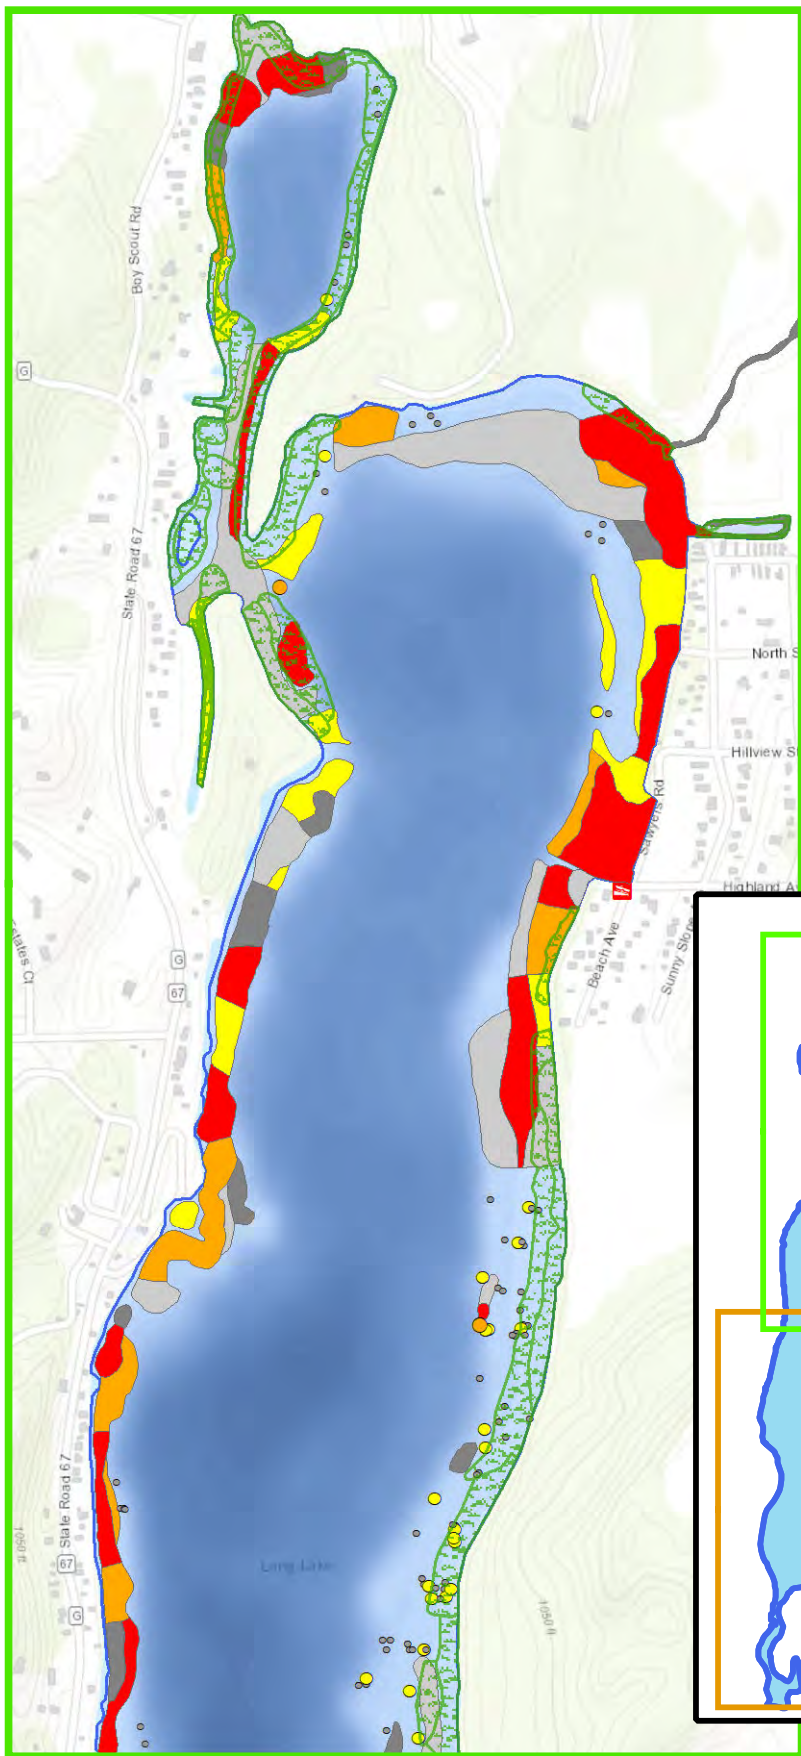 Boy Scout Rd
G
State Road 67
North S
Hillview S
Sawyers Rd
Highland A
Beach Ave
Sunny Slope
Estates Ct
G
67
State Road 67
1050 ft
67
G
Long Lake
1050 ft